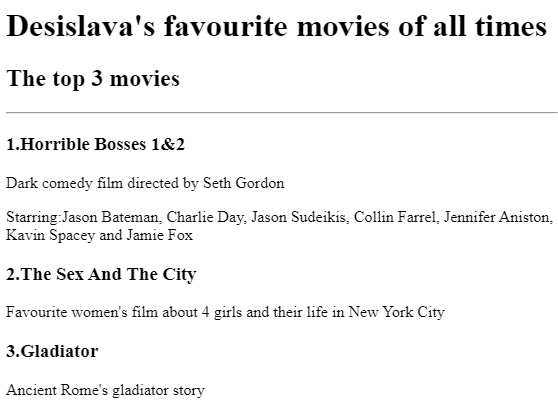 Desislava's favourite movies of all times
The top 3 movies
1.Horrible Bosses 1&2
Dark comedy film directed by Seth Gordon
Starring:Jason Bateman, Charlie Day, Jason Sudeikis, Collin Farrel, Jennifer Aniston,
Kavin Spacey and Jamie Fox
2.The Sex And The City
Favourite women's film about 4 girls and their life in New York City
3.Gladiator
Ancient Rome's gladiator story